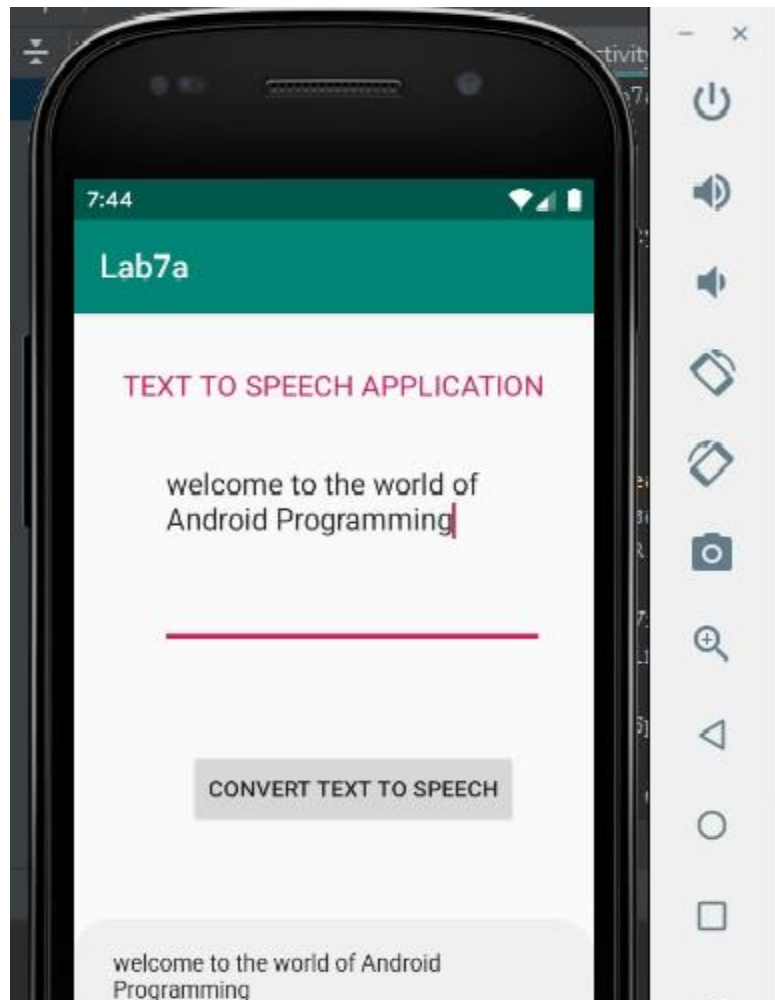 7:44
Lab7a
TEXT TO SPEECH APPLICATION
welcome to the world of
Android Programming
CONVERT TEXT TO SPEECH
welcome to the world of Android
Programming